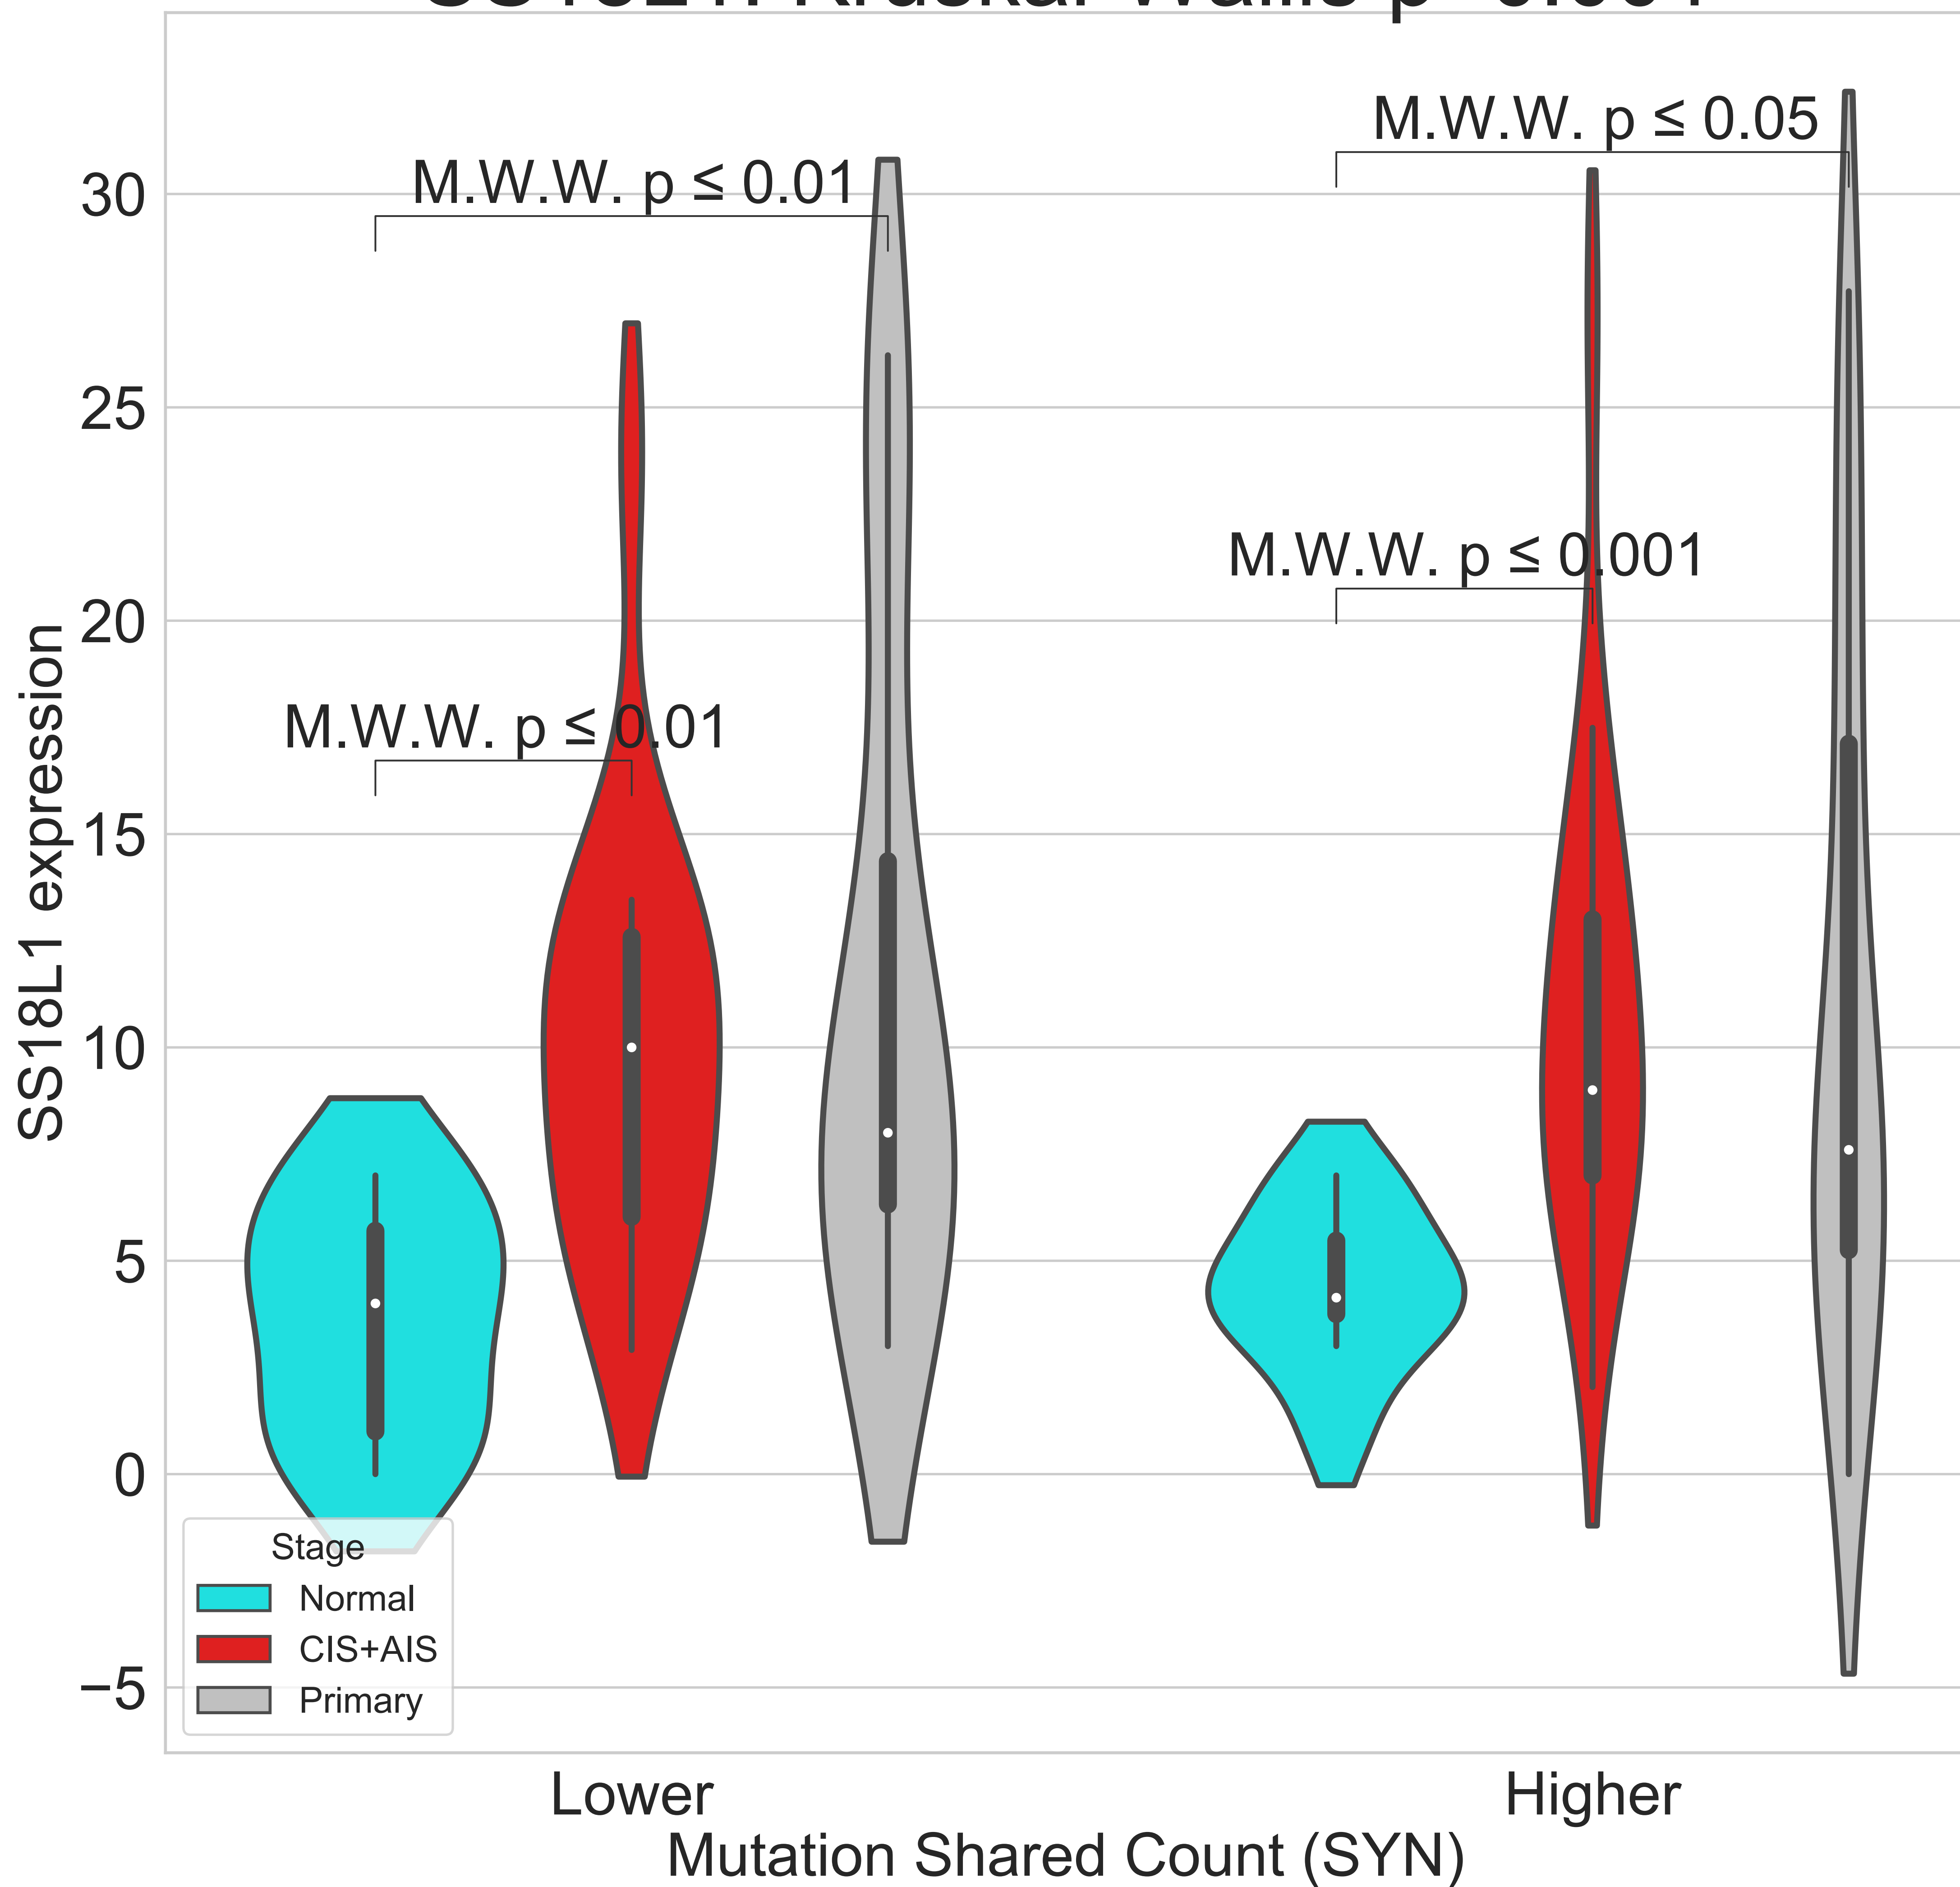 M.W.W. p ≤ 0.05
M.W.W. p ≤ 0.01
M.W.W. p ≤ 0.001
M.W.W. p ≤ 0.01
30
25
20
15
10
5
0
−5
SS18L1 expression
Stage
Normal
CIS+AIS
Primary
Lower
Higher
Mutation Shared Count (SYN)